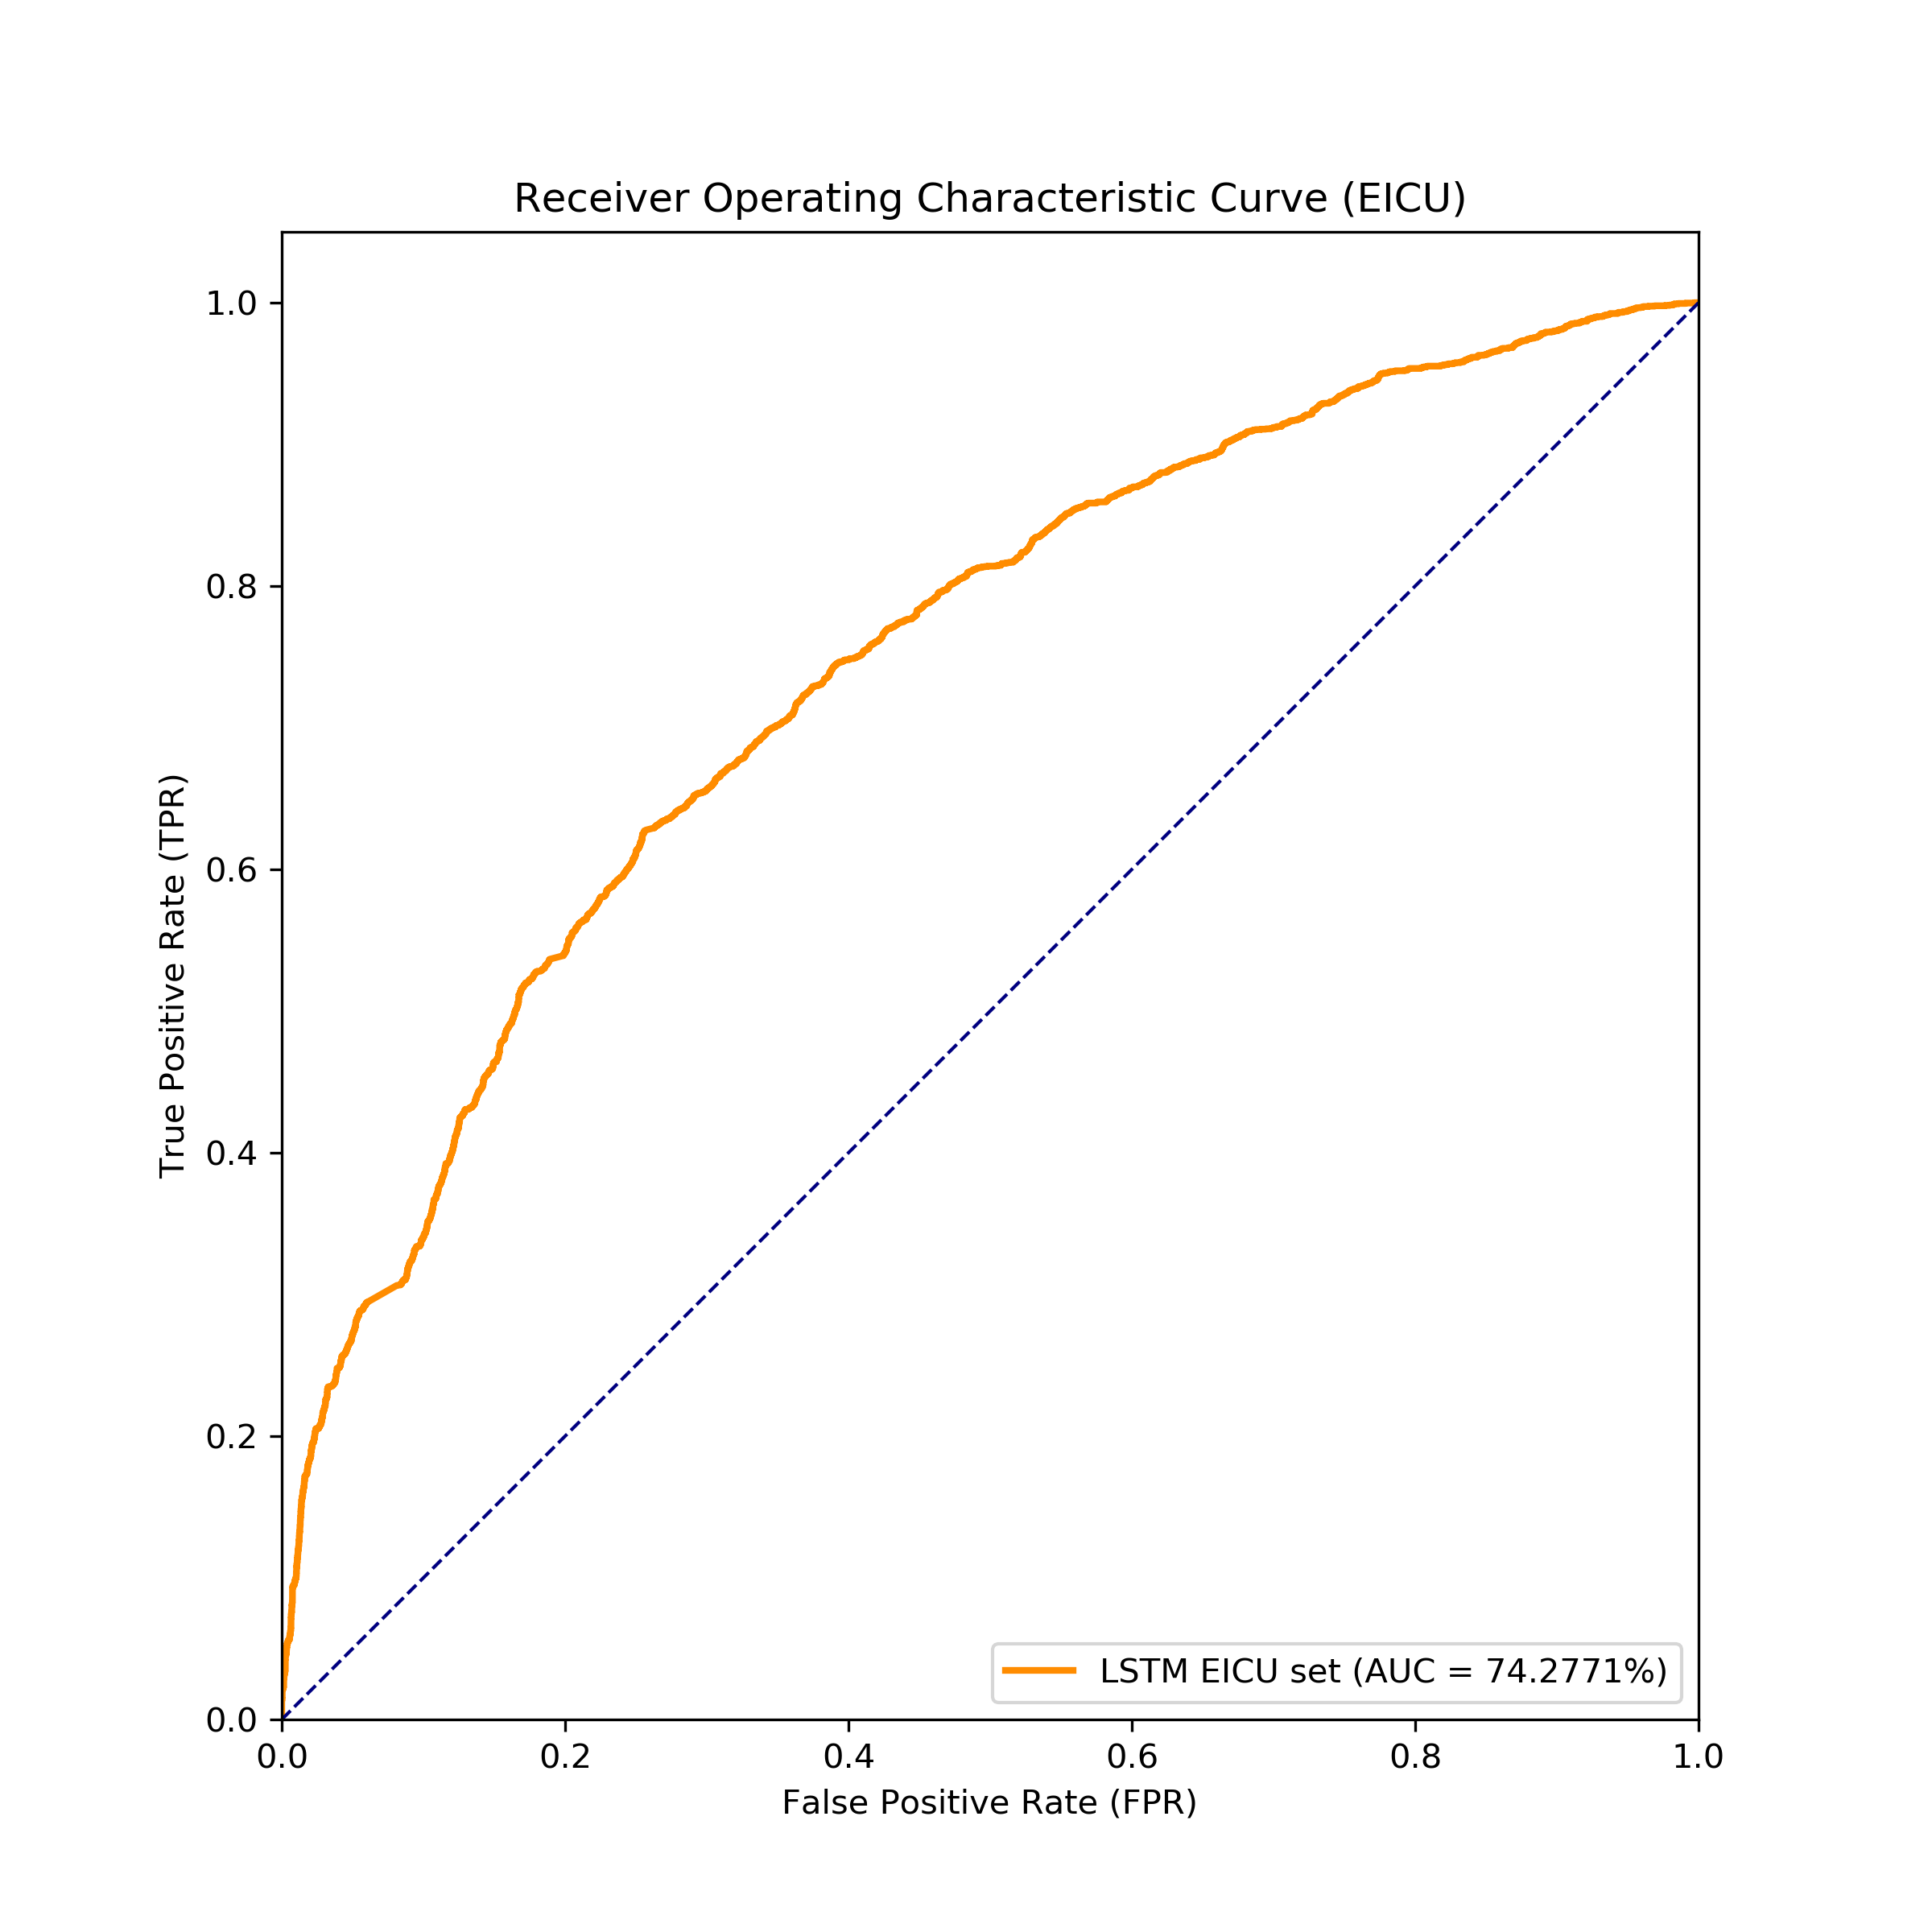 Receiver Operating Characteristic Curve (EICU)
1.0
0.8
0.6
0.4
0.2
0.0
True Positive Rate (TPR)
LSTM EICU set (AUC = 74.2771%)
0.0 0.2 0.4 0.6 0.8 1.0
False Positive Rate (FPR)